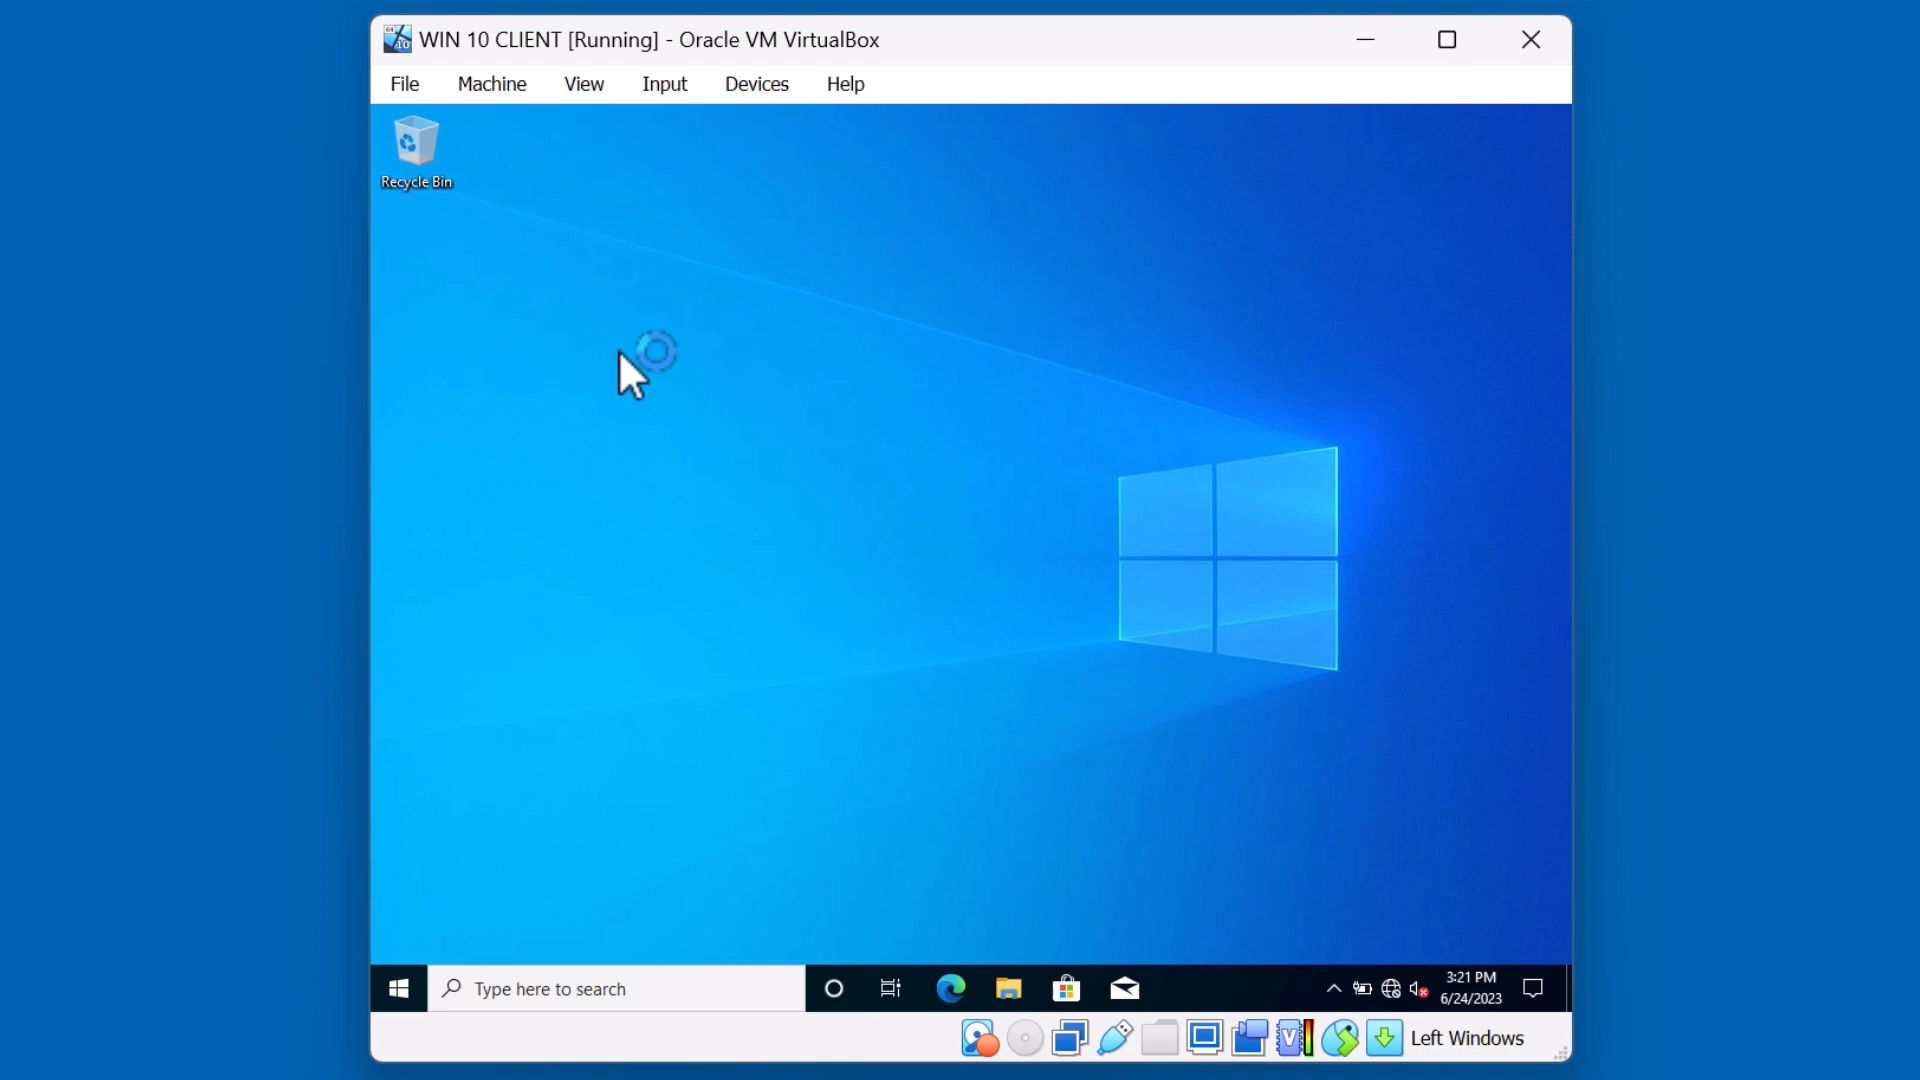 WIN 10 CLIENT [Running] - Oracle VM VirtualBox
File Machine View Input Devices Help
Recycle Bin
Type here to search
3:21 PM
6/24/2023
Left Windows